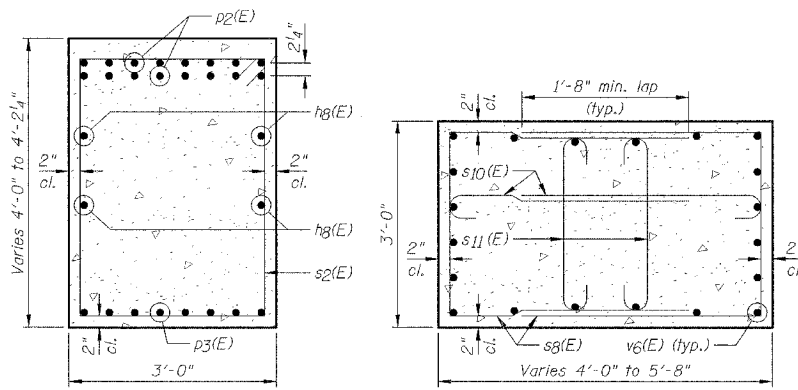 p2(E)
2¼"
h8(E)
2"
cl.
2"
cl.
h8(E)
s2(E)
2"
cl.
p3(E)
3'-0"
Varies 4'-0" to 4'-2¼"
1'-8" min. lap
(typ.)
2"
cl.
s10(E)
s11(E)
3'-0"
2"
cl.
2"
cl.
2"
cl.
s8(E)
v6(E) (typ.)
Varies 4'-0" to 5'-8"